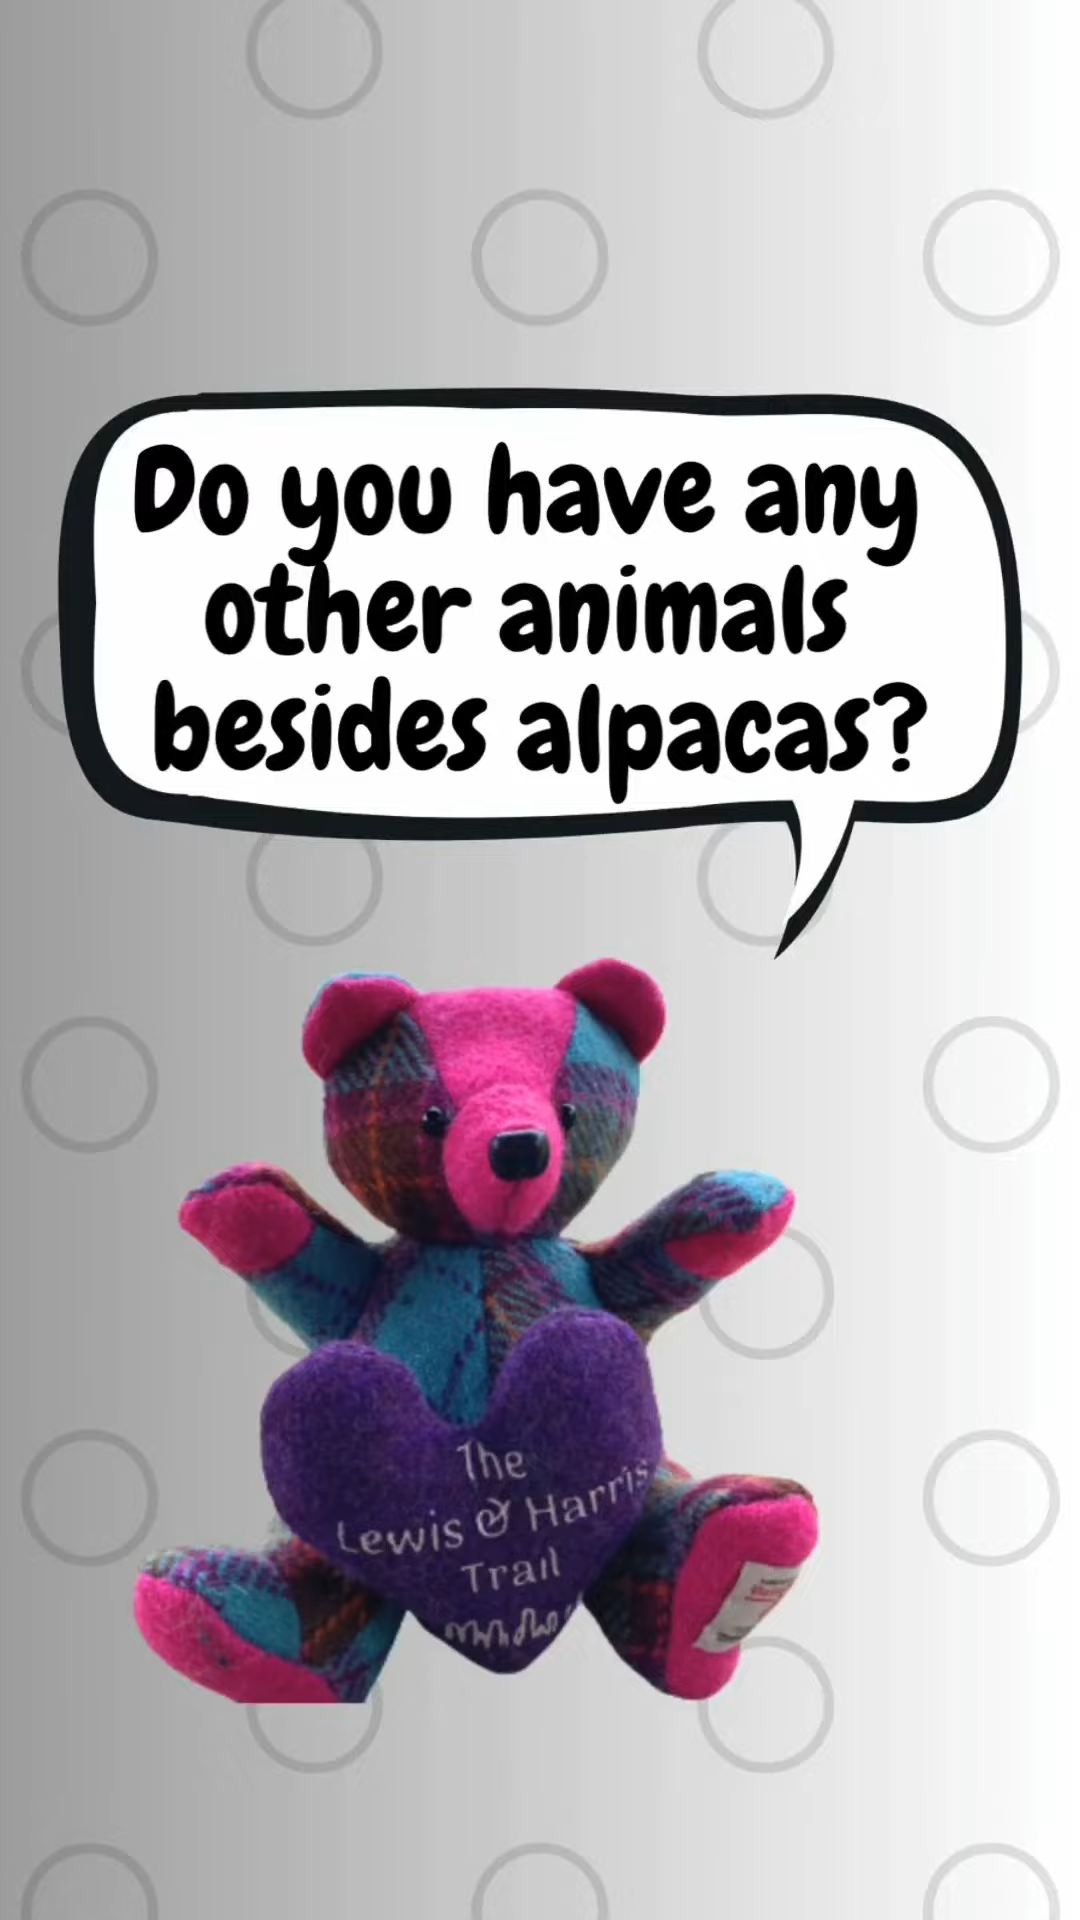 Do you have any
other animals
besides alpacas?
The
Lewis & Harris
Trail